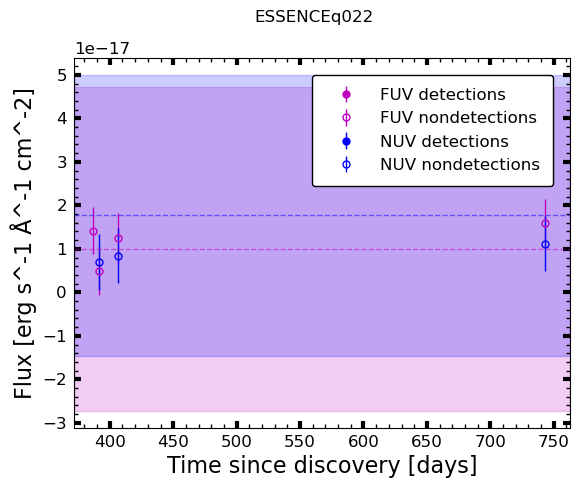 ESSENCEq022
1e−17
5
4
3
2
1
0
−1
−2
−3
Flux [erg s^-1 Å^-1 cm^-2]
FUV detections
FUV nondetections
NUV detections
NUV nondetections
400 450 500 550 600 650 700 750
Time since discovery [days]